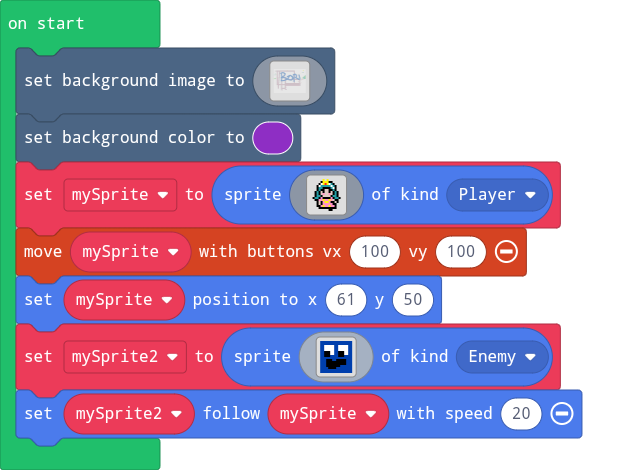 on start
set background image to
set background color to
set mySprite to sprite of kind Player
move mySprite with buttons vx 100 vy 100
set mySprite position to x 61 y 50
set mySprite2 to sprite of kind Enemy
set mySprite2 follow mySprite with speed 20